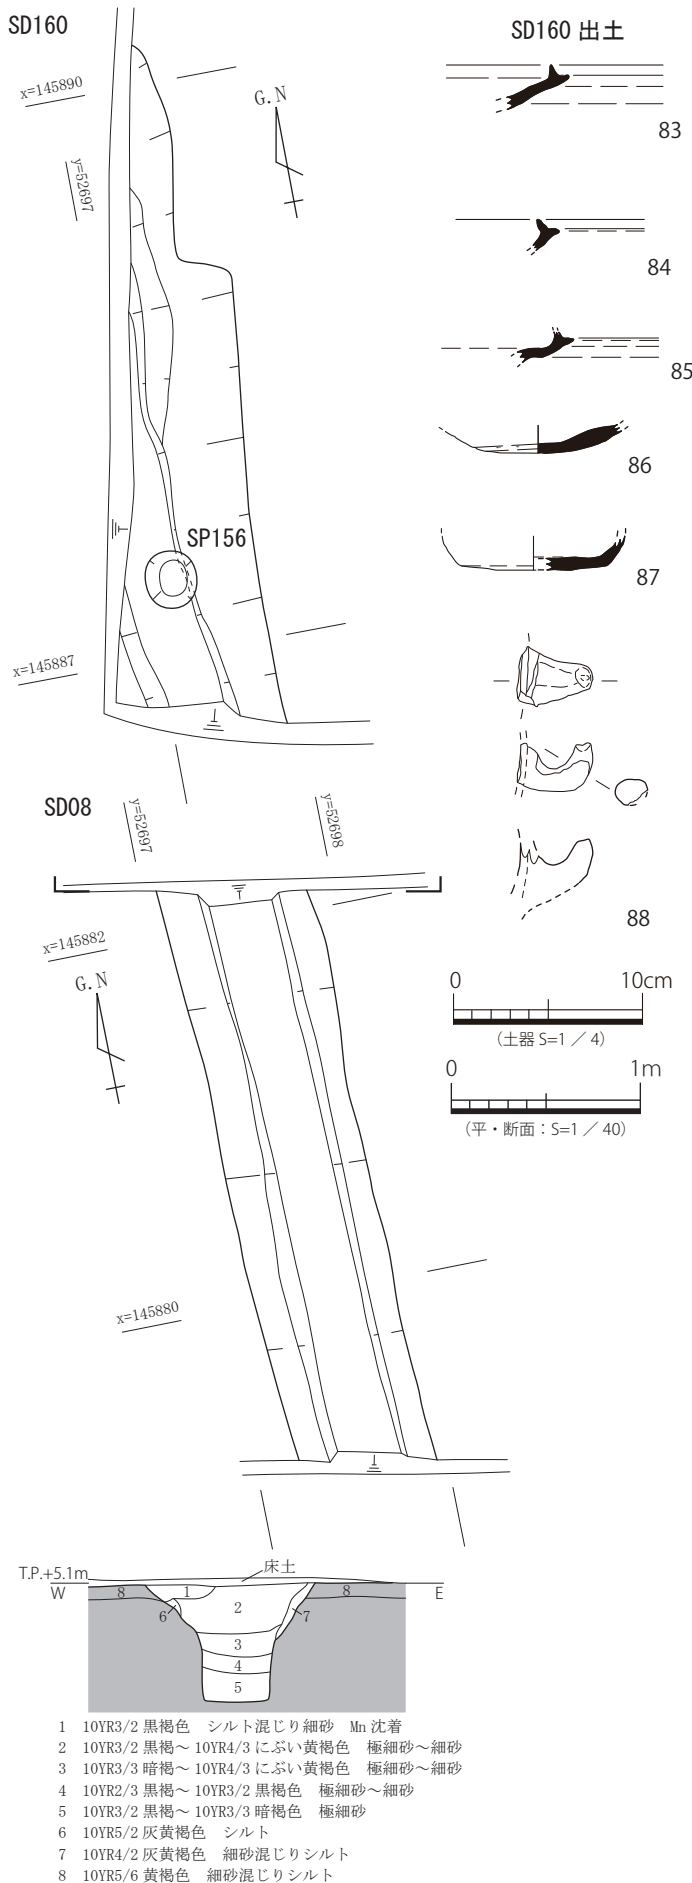 SD160
SD160 出土
x=145890
G.N
y=52697
83
84
85
86
SP156
87
x=145887
88
SD08
y=52697
y=52698
x=145882
G.N
0 10cm
（土器 S=1 ／ 4）
0 1m
（平・断面：S=1 ／ 40）
x=145880
T.P.+5.1m
床土
W
E
8
1
8
2
6
7
3
4
5
1 10YR3/2 黒褐色　シルト混じり細砂　Mn 沈着
2 10YR3/2 黒褐～ 10YR4/3 にぶい黄褐色　極細砂～細砂
3 10YR3/3 暗褐～ 10YR4/3 にぶい黄褐色　極細砂～細砂
4 10YR2/3 黒褐～ 10YR3/2 黒褐色　極細砂～細砂
5 10YR3/2 黒褐～ 10YR3/3 暗褐色　極細砂
6 10YR5/2 灰黄褐色　シルト
7 10YR4/2 灰黄褐色　細砂混じりシルト
8 10YR5/6 黄褐色　細砂混じりシルト